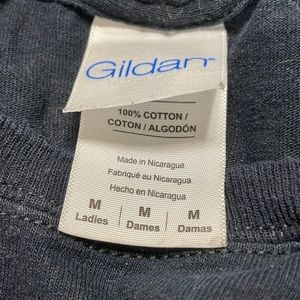 Gildan
100% COTTON /
COTON / ALGODÓN
Made in Nicaragua
Fabriqué au Nicaragua
Hecho en Nicaragua
M M M
Ladies Dames Damas